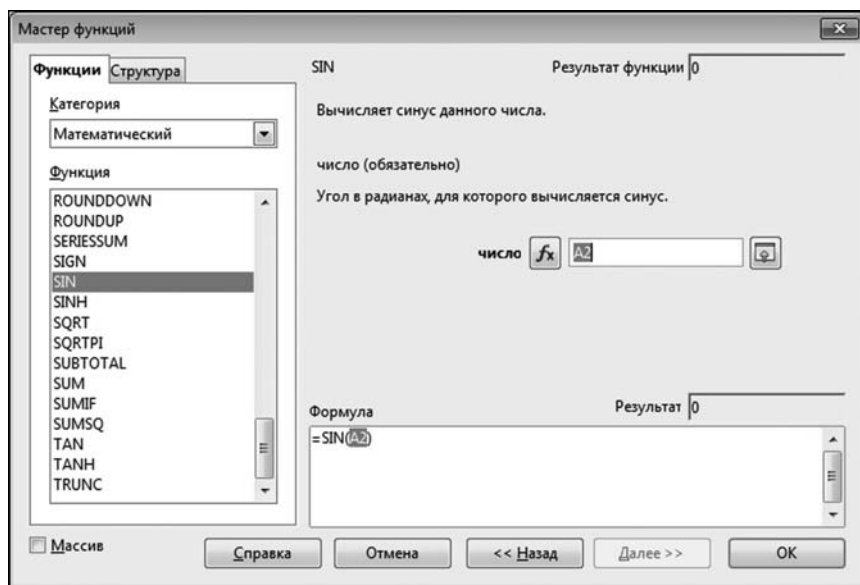 Мастер функций
Функции Структура
Категория
Математический
Функция
ROUNDDOWN
ROUNDUP
SERIESSUM
SIGN
SIN
SINH
SQRT
SQRTPI
SUBTOTAL
SUM
SUMIF
SUMSQ
TAN
TANH
TRUNC
SIN Результат функции 0
Вычисляет синус данного числа.
число (обязательно)
Угол в радианах, для которого вычисляется синус.
число fx A2
Формула Результат 0
=SIN(A2)
Массив Справка Отмена << Назад Далее >> ОК